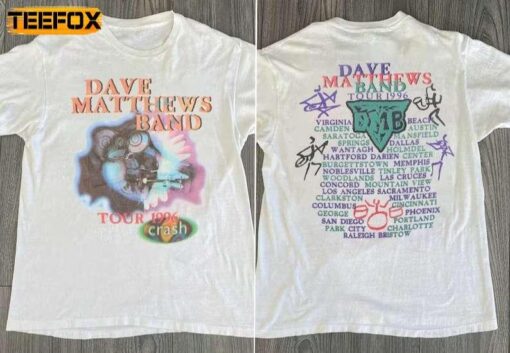 TEEFOX
DAVE
MATTHEWS
BAND
TOUR 1996
crash
DAVE
MATTHEWS
BAND
TOUR 1996
DMB
VIRGINIA BEACH
CAMDEN AUSTIN
SARATOGA MANSFIELD
SPRINGS DALLAS
WANTAGH HOLMDEL
HARTFORD DARIEN CENTER
BURGETTSTOWN MEMPHIS
NOBLESVILLE TINLEY PARK
WOODLANDS LAS CRUCES
CONCORD MOUNTAIN VIEW
LOS ANGELES SACRAMENTO
CLARKSTON MILWAUKEE
COLUMBUS CINCINNATI
GEORGE PHOENIX
SAN DIEGO PORTLAND
PARK CITY CHARLOTTE
RALEIGH BRISTOW